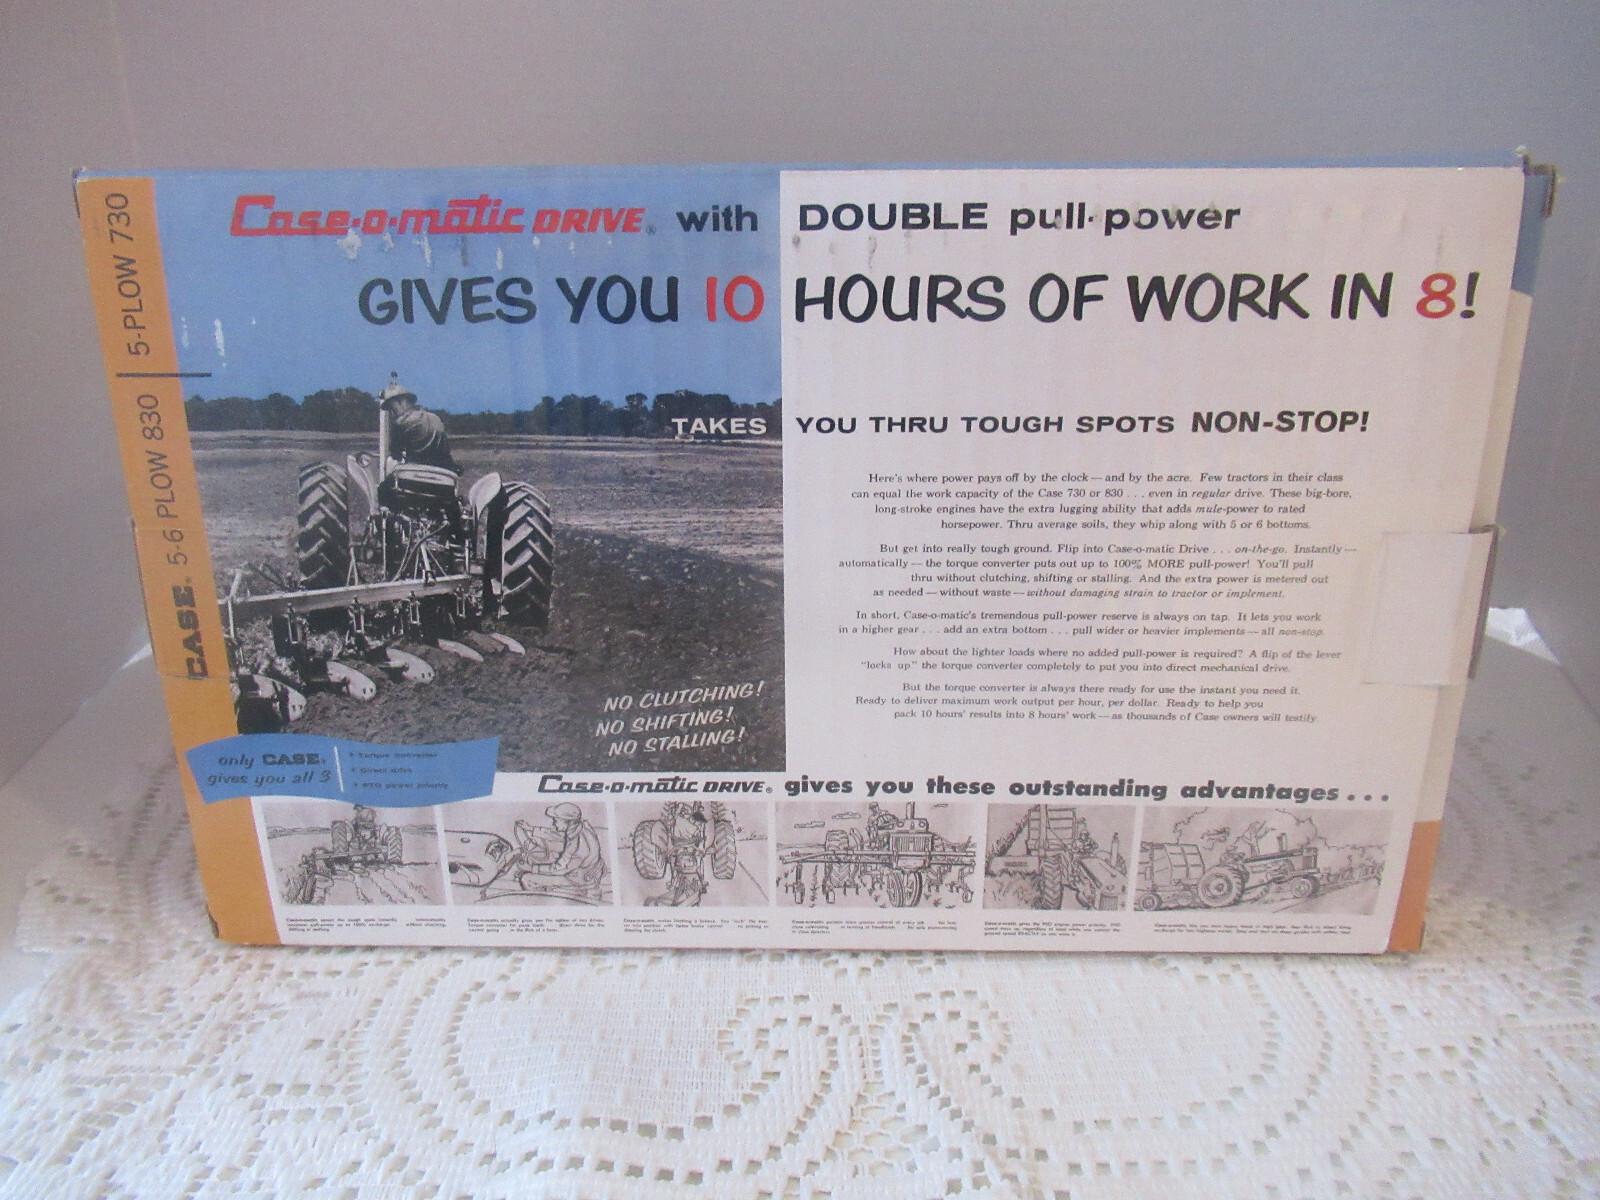 CASE® 5-6 PLOW 830 | 5-PLOW 730
Case-o-matic DRIVE® with DOUBLE pull-power
GIVES YOU 10 HOURS OF WORK IN 8!
TAKES YOU THRU TOUGH SPOTS NON-STOP!
Here's where power pays off by the clock — and by the acre. Few tractors in their class
can equal the work capacity of the Case 730 or 830 . . . even in regular drive. These big-bore,
long-stroke engines have the extra lugging ability that adds mule-power to rated
horsepower. Thru average soils, they whip along with 5 or 6 bottoms.
But get into really tough ground. Flip into Case-o-matic Drive . . . on-the-go. Instantly —
automatically — the torque converter puts out up to 100% MORE pull-power! You'll pull
thru without clutching, shifting or stalling. And the extra power is metered out
as needed — without waste — without damaging strain to tractor or implement.
In short, Case-o-matic's tremendous pull-power reserve is always on tap. It lets you work
in a higher gear . . . add an extra bottom . . . pull wider or heavier implements — all non-stop.
How about the lighter loads where no added pull-power is required? A flip of the lever
"locks up" the torque converter completely to put you into direct mechanical drive.
But the torque converter is always there ready for use the instant you need it.
Ready to deliver maximum work output per hour, per dollar. Ready to help you
pack 10 hours' results into 8 hours' work — as thousands of Case owners will testify.
NO CLUTCHING!
NO SHIFTING!
NO STALLING!
only CASE®
gives you all 3
• Torque converter
• Direct drive
• PTO power priority
Case-o-matic DRIVE® gives you these outstanding advantages . . .